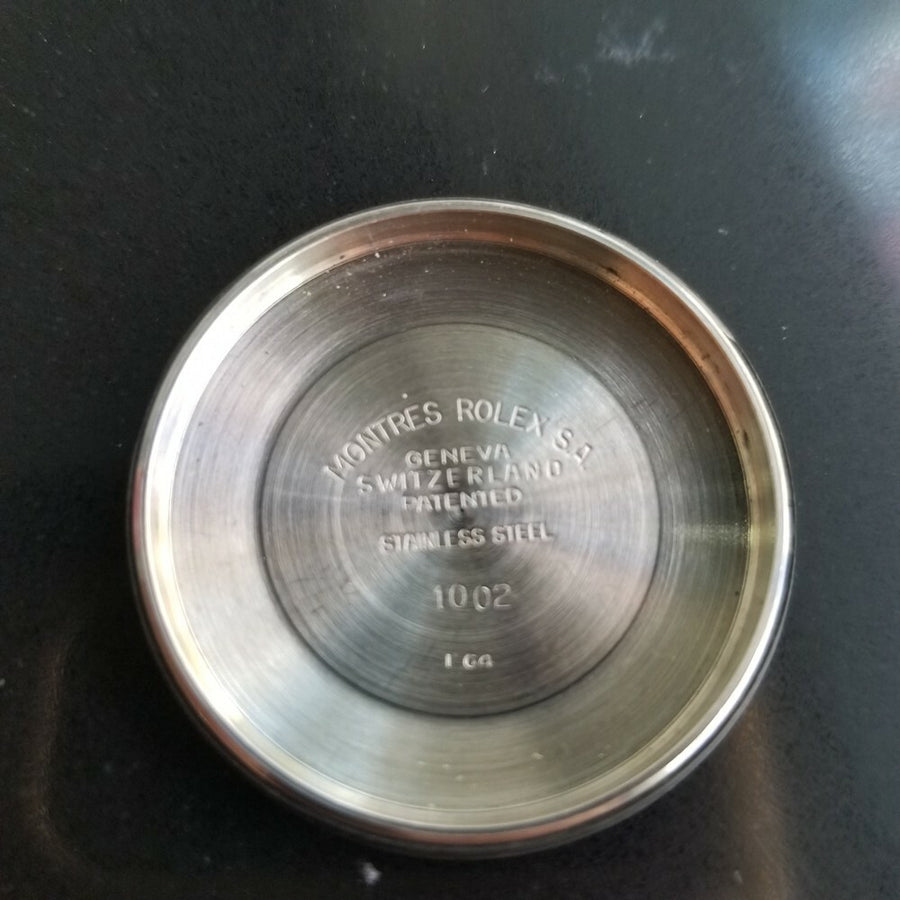 MONTRES ROLEX S.A.
GENEVA
SWITZERLAND
PATENTED
STAINLESS STEEL
1002
I 64